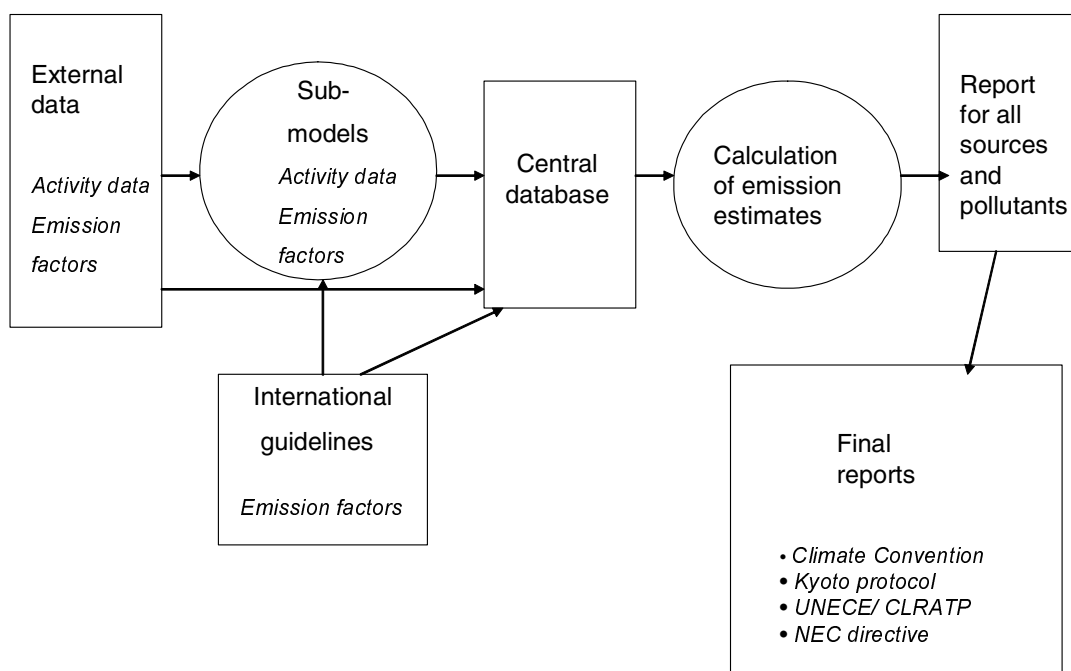 External
data
Activity data
Emission
factors
Sub-
models
Activity data
Emission
factors
Central
database
Calculation
of emission
estimates
Report
for all
sources
and
pollutants
International
guidelines
Emission factors
Final
reports
• Climate Convention
• Kyoto protocol
• UNECE/ CLRATP
• NEC directive